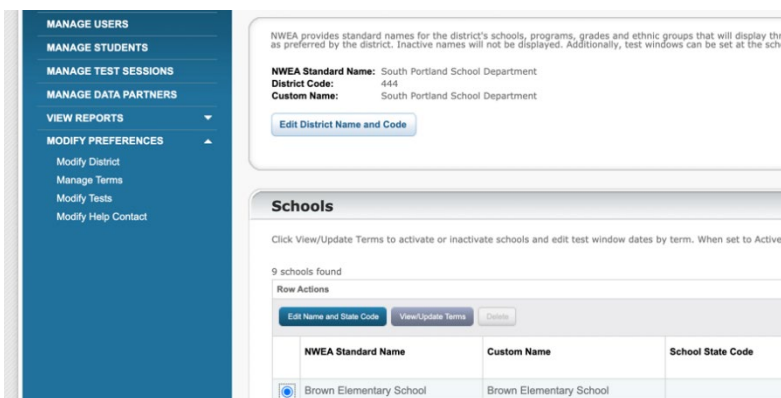 MANAGE USERS
MANAGE STUDENTS
MANAGE TEST SESSIONS
MANAGE DATA PARTNERS
VIEW REPORTS
MODIFY PREFERENCES
Modify District
Manage Terms
Modify Tests
Modify Help Contact
NWEA provides standard names for the district's schools, programs, grades and ethnic groups that will display
as preferred by the district. Inactive names will not be displayed. Additionally, test windows can be set at the
NWEA Standard Name: South Portland School Department
District Code: 444
Custom Name: South Portland School Department
Edit District Name and Code
Schools
Click View/Update Terms to activate or inactivate schools and edit test window dates by term. When set to Active
9 schools found
Row Actions
Edit Name and State Code View/Update Terms Delete
NWEA Standard Name Custom Name School State Code
Brown Elementary School Brown Elementary School